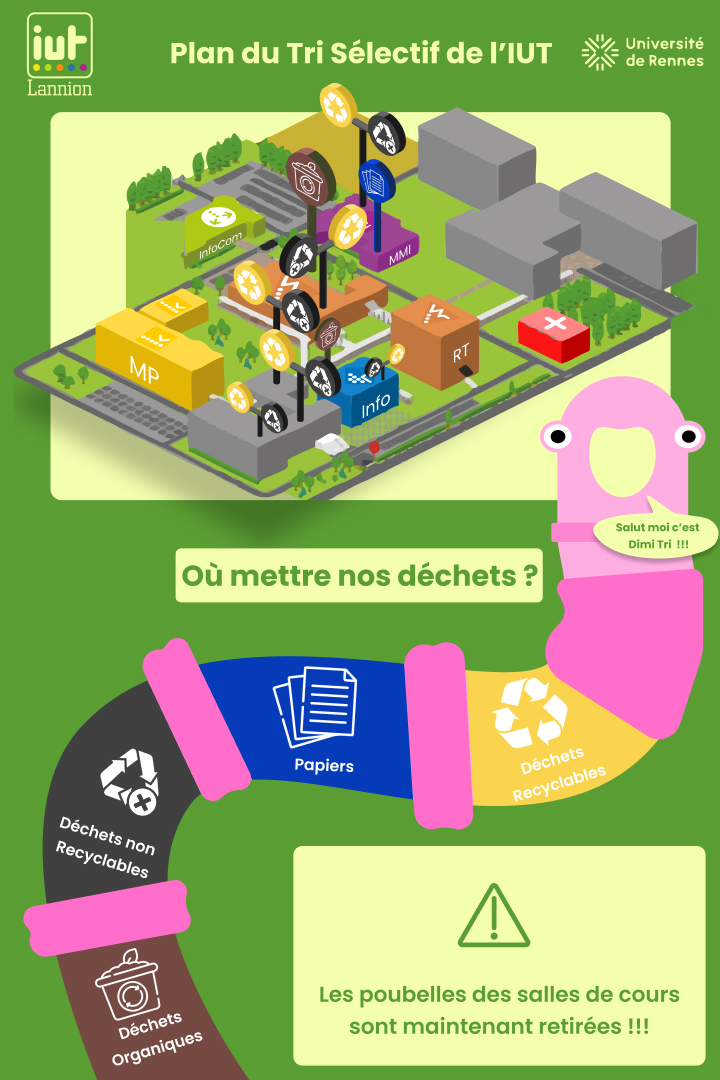 iut
Lannion
Plan du Tri Sélectif de l'IUT
Université
de Rennes
InfoCom
MMI
MP
RT
Info
Salut moi c'est
Dimi Tri !!!
Où mettre nos déchets ?
Papiers
Déchets
Recyclables
Déchets non
Recyclables
Déchets
Organiques
Les poubelles des salles de cours
sont maintenant retirées !!!